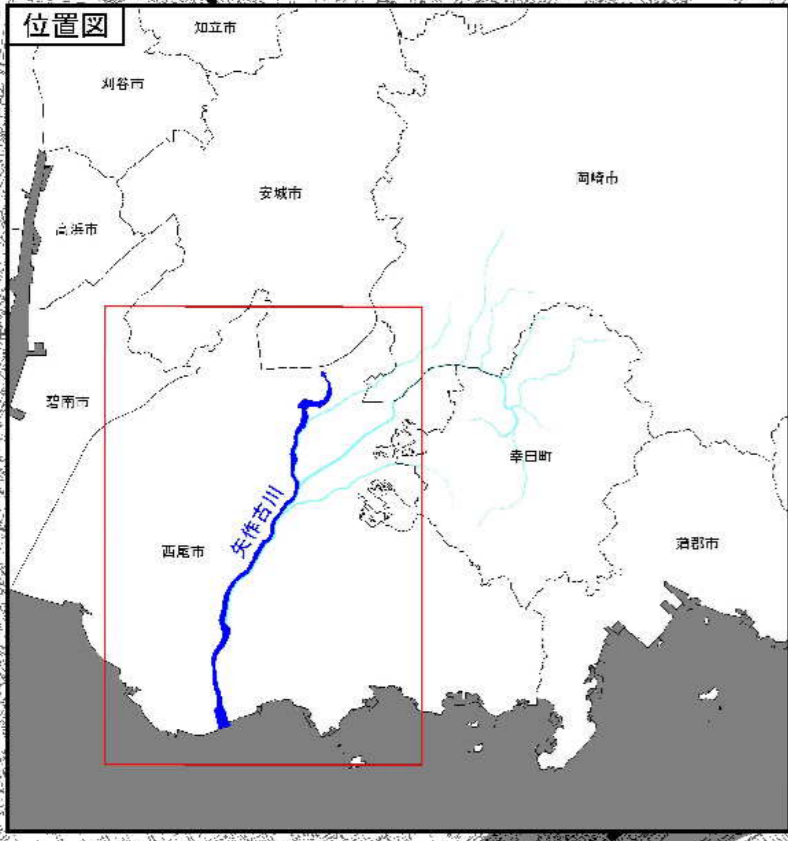 位置図
知立市
刈谷市
岡崎市
安城市
高浜市
碧南市
幸田町
矢作古川
西尾市
蒲郡市